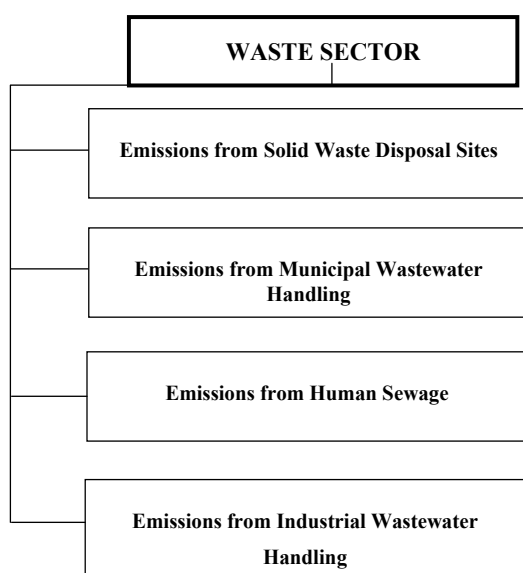 WASTE SECTOR
Emissions from Solid Waste Disposal Sites
Emissions from Municipal Wastewater
Handling
Emissions from Human Sewage
Emissions from Industrial Wastewater
Handling